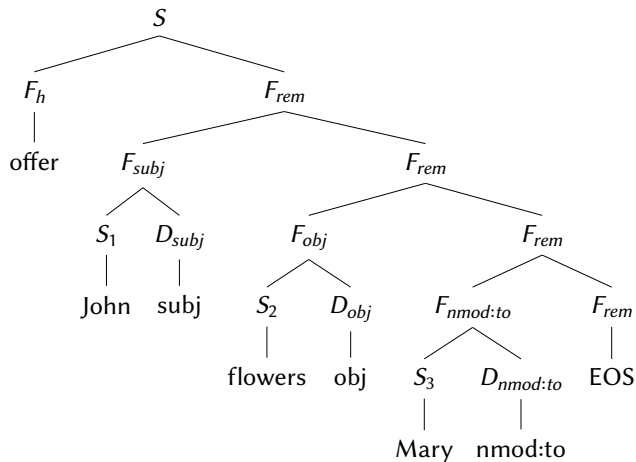 S
F_h F_rem
offer F_subj F_rem
S_1 D_subj F_obj F_rem
John subj S_2 D_obj F_nmod:to F_rem
flowers obj S_3 D_nmod:to EOS
Mary nmod:to